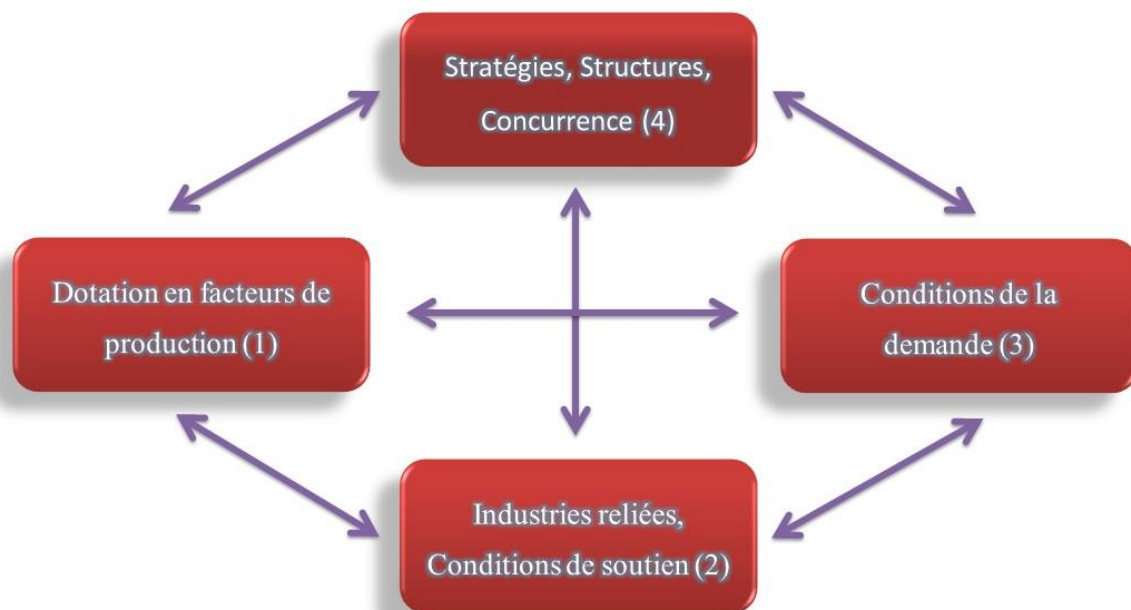 Stratégies, Structures,
Concurrence (4)
Dotation en facteurs de
production (1)
Conditions de la
demande (3)
Industries reliées,
Conditions de soutien (2)